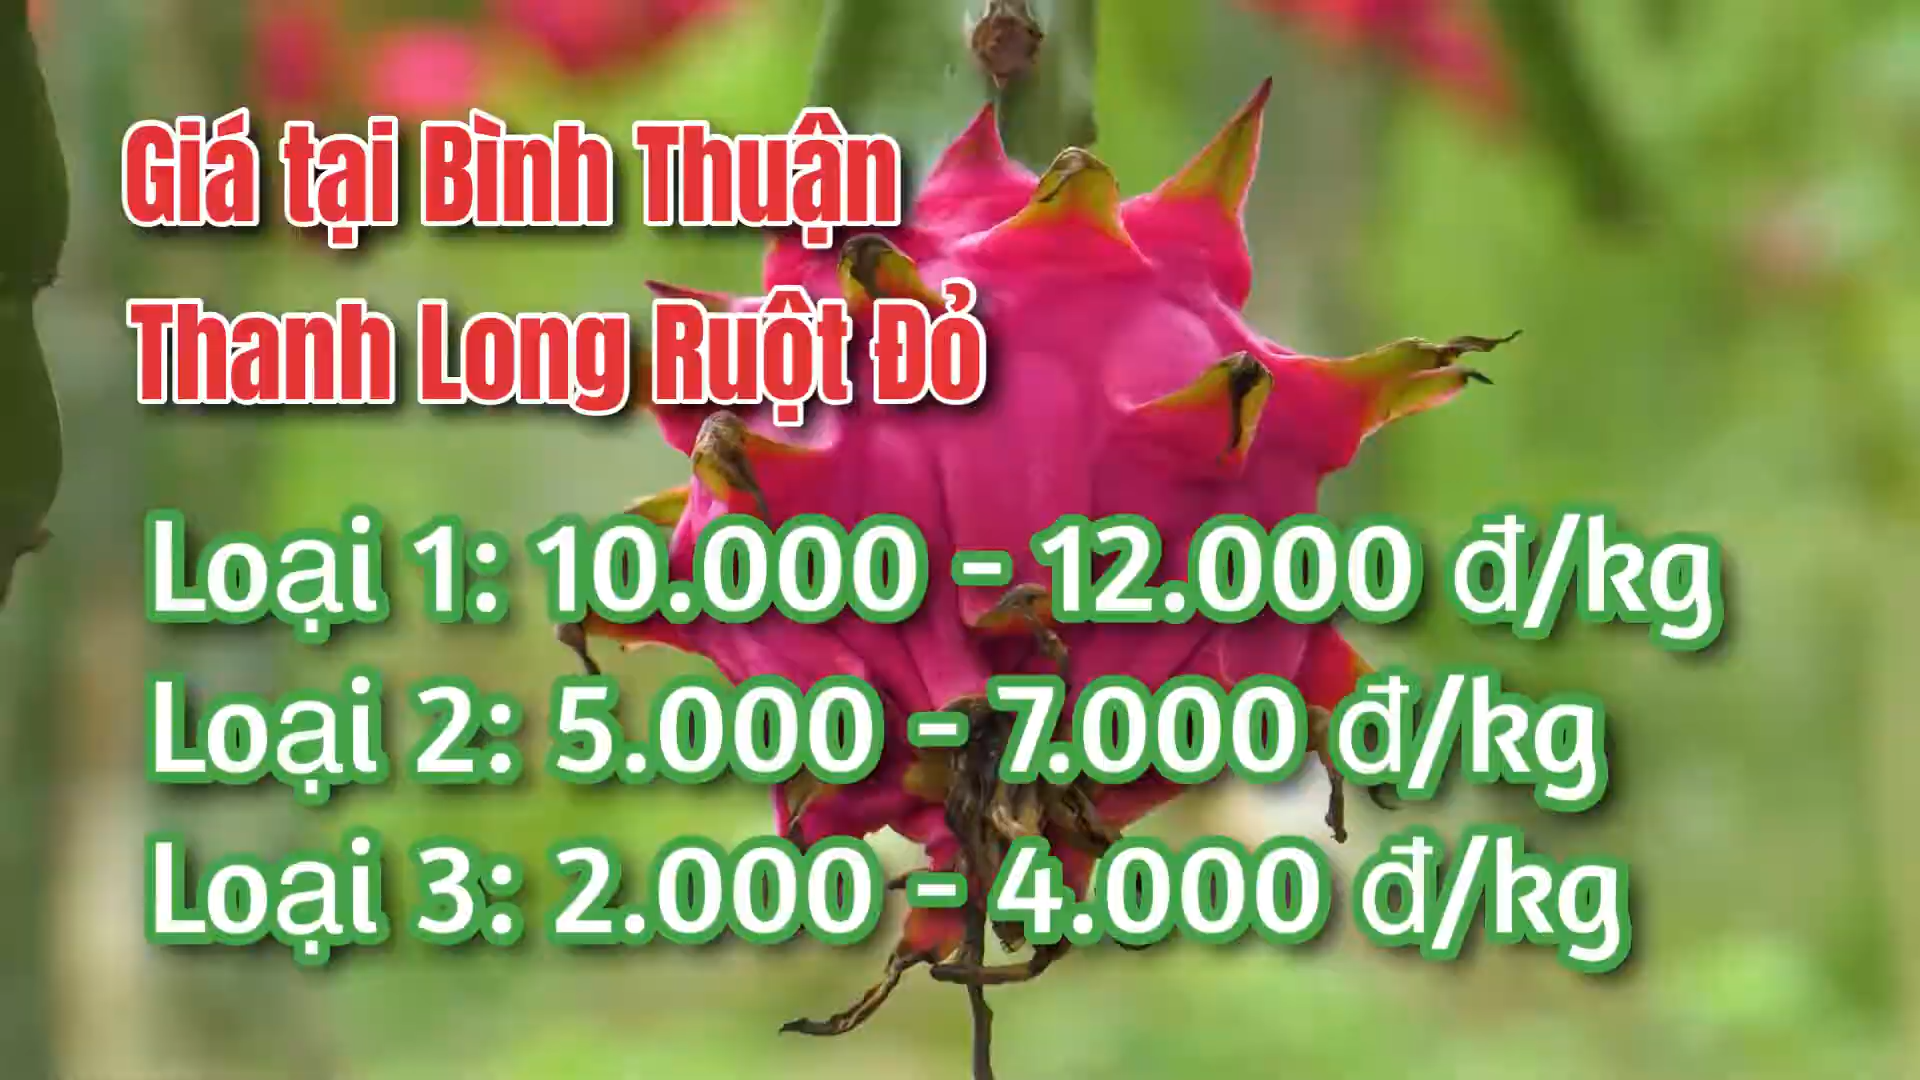 Giá tại Bình Thuận
Thanh Long Ruột Đỏ
Loại 1: 10.000 - 12.000 đ/kg
Loại 2: 5.000 - 7.000 đ/kg
Loại 3: 2.000 - 4.000 đ/kg